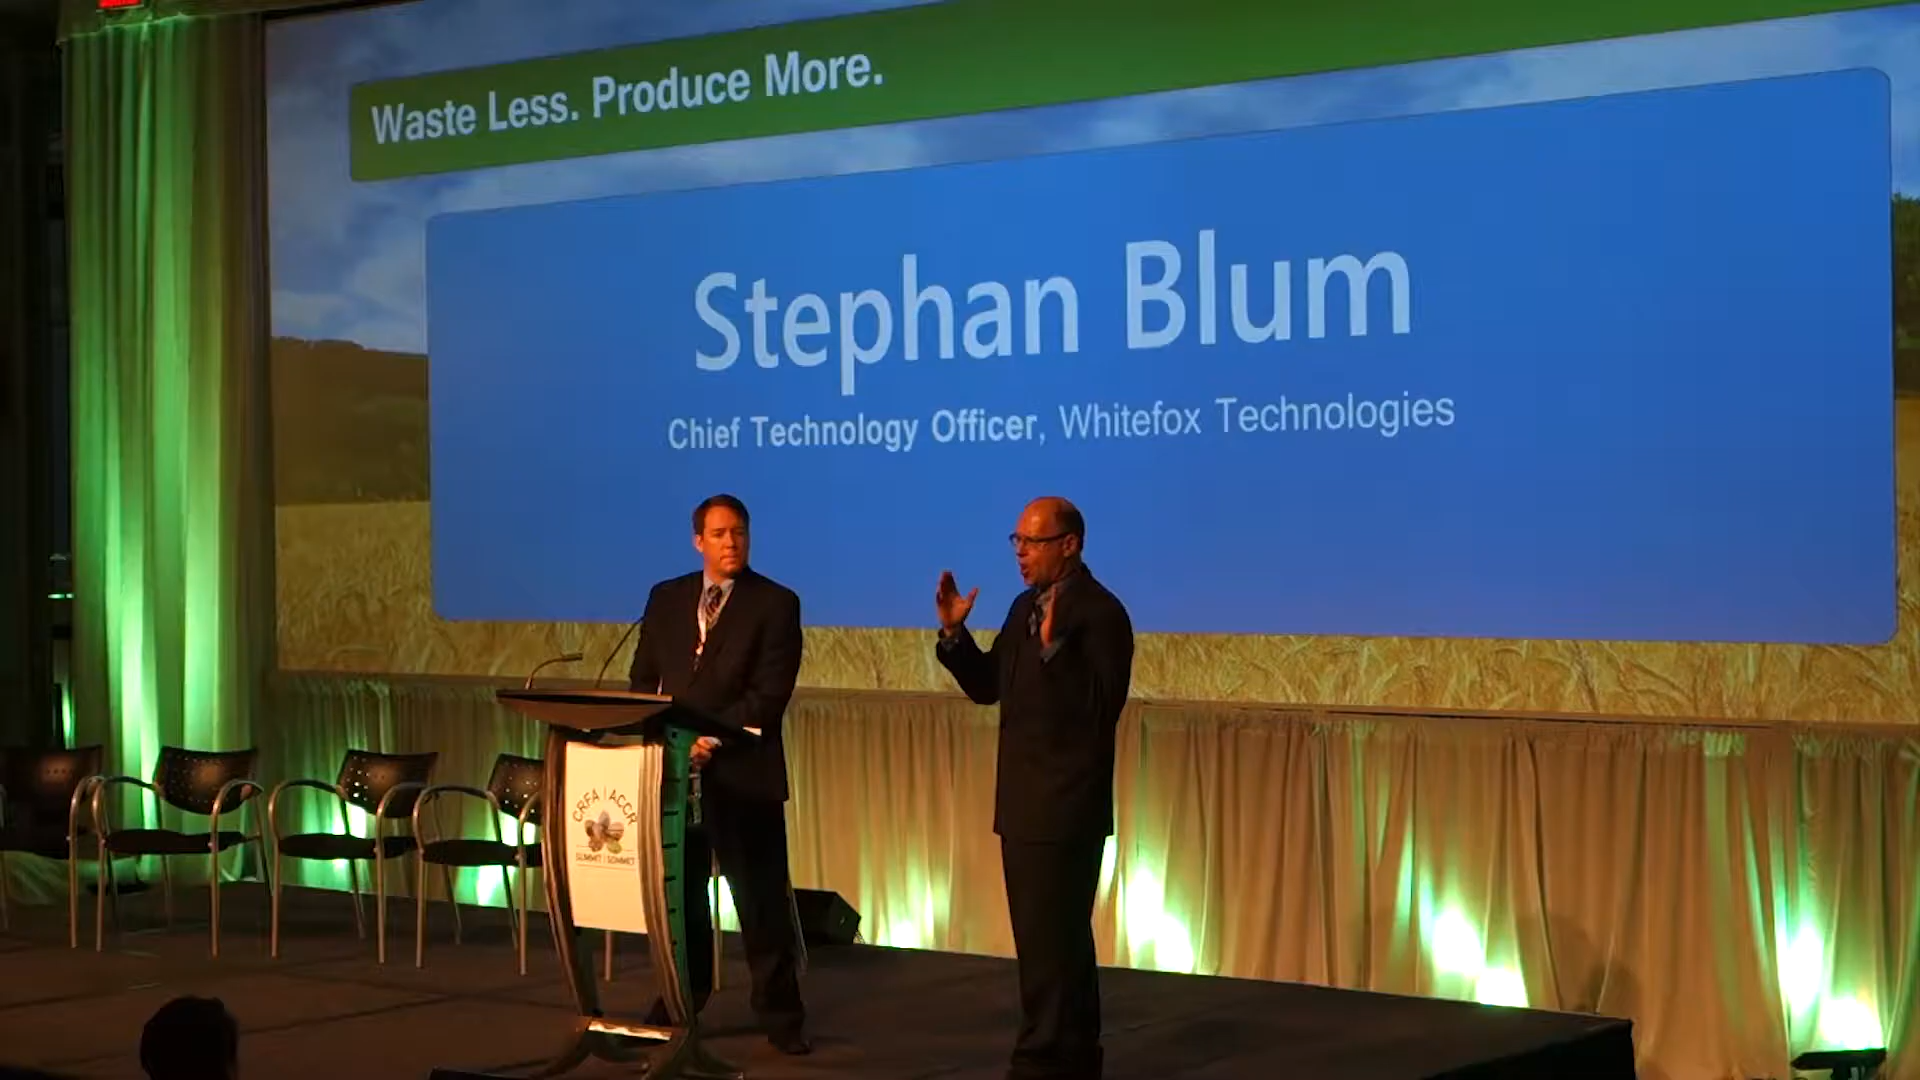 Waste Less. Produce More.
Stephan Blum
Chief Technology Officer, Whitefox Technologies
CRFA | ACCR
SUMMIT | SOMMET